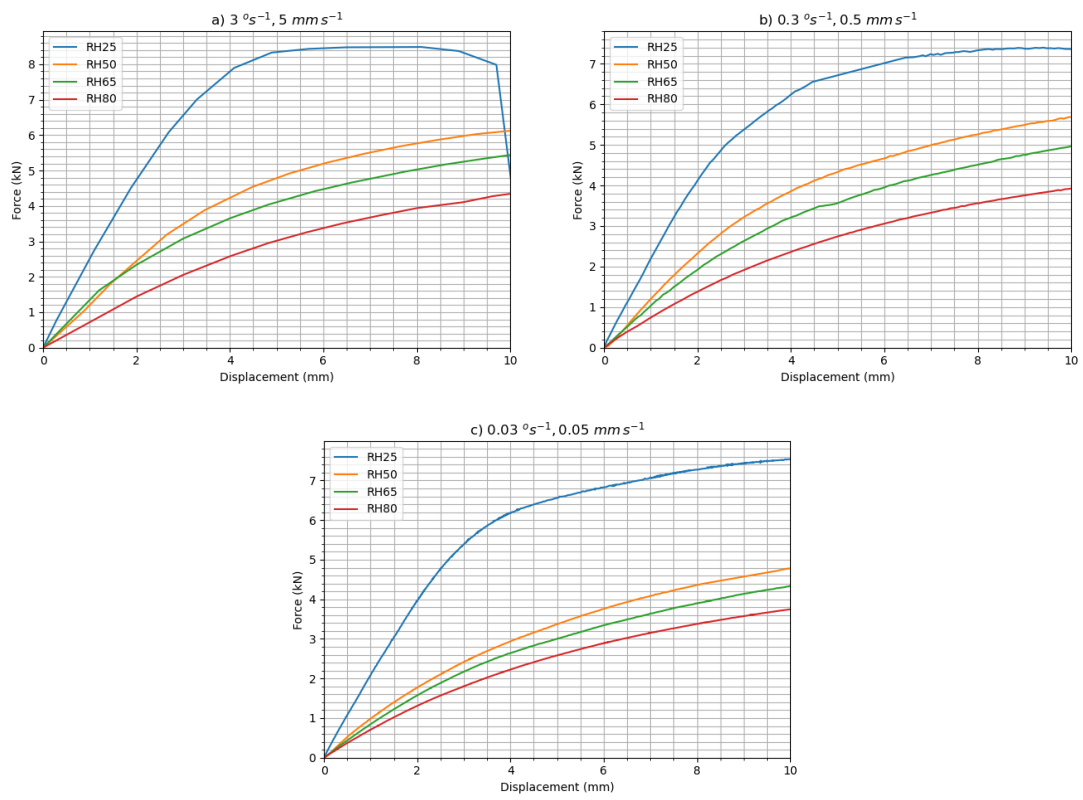 a) 3 °s⁻¹, 5 mm s⁻¹
RH25
RH50
RH65
RH80
8
7
6
5
4
3
2
1
0
Force (kN)
0 2 4 6 8 10
Displacement (mm)
b) 0.3 °s⁻¹, 0.5 mm s⁻¹
RH25
RH50
RH65
RH80
7
6
5
4
3
2
1
0
Force (kN)
0 2 4 6 8 10
Displacement (mm)
c) 0.03 °s⁻¹, 0.05 mm s⁻¹
RH25
RH50
RH65
RH80
7
6
5
4
3
2
1
0
Force (kN)
0 2 4 6 8 10
Displacement (mm)